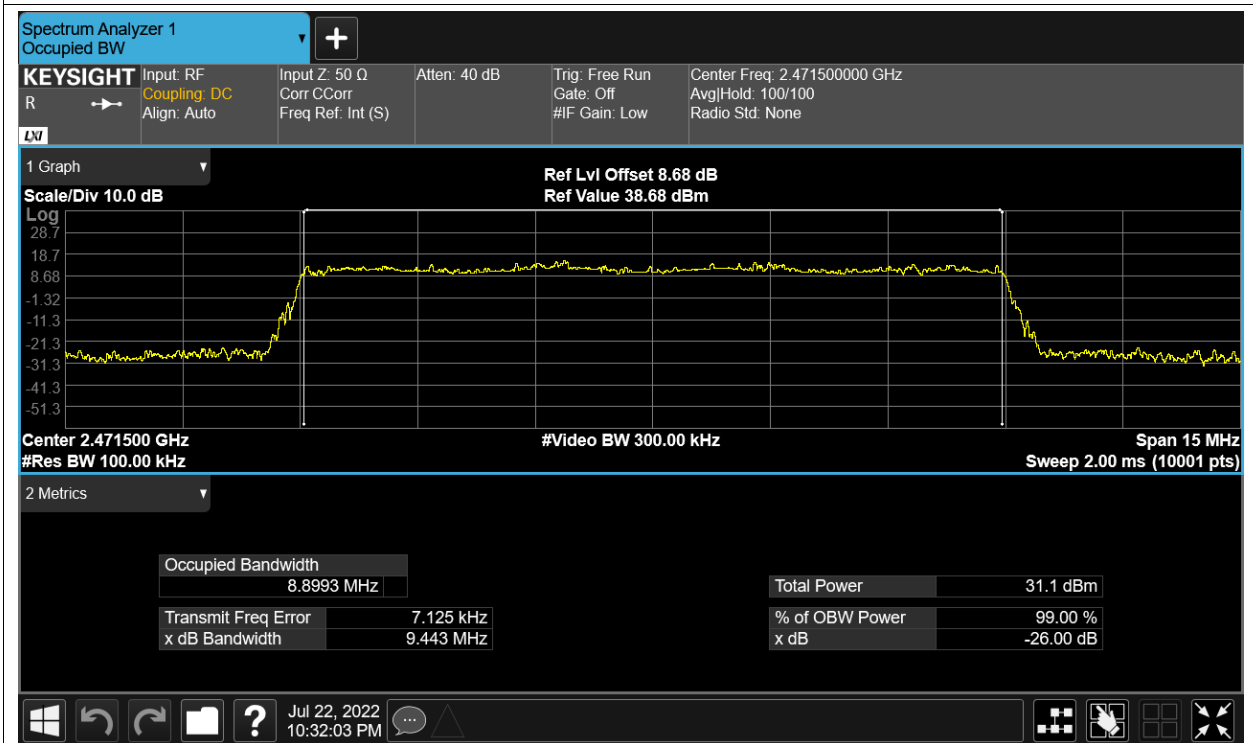 Spectrum Analyzer 1
Occupied BW
KEYSIGHT
R
LXI
Input: RF
Coupling: DC
Align: Auto
Input Z: 50 Ω
Corr CCorr
Freq Ref: Int (S)
Atten: 40 dB
Trig: Free Run
Gate: Off
#IF Gain: Low
Center Freq: 2.471500000 GHz
Avg|Hold: 100/100
Radio Std: None
1 Graph
Scale/Div 10.0 dB
Ref Lvl Offset 8.68 dB
Ref Value 38.68 dBm
Log
28.7
18.7
8.68
-1.32
-11.3
-21.3
-31.3
-41.3
-51.3
Center 2.471500 GHz
#Video BW 300.00 kHz
Span 15 MHz
#Res BW 100.00 kHz
Sweep 2.00 ms (10001 pts)
2 Metrics
Occupied Bandwidth
8.8993 MHz
Total Power 31.1 dBm
Transmit Freq Error 7.125 kHz
% of OBW Power 99.00 %
x dB Bandwidth 9.443 MHz
x dB -26.00 dB
?
Jul 22, 2022
10:32:03 PM